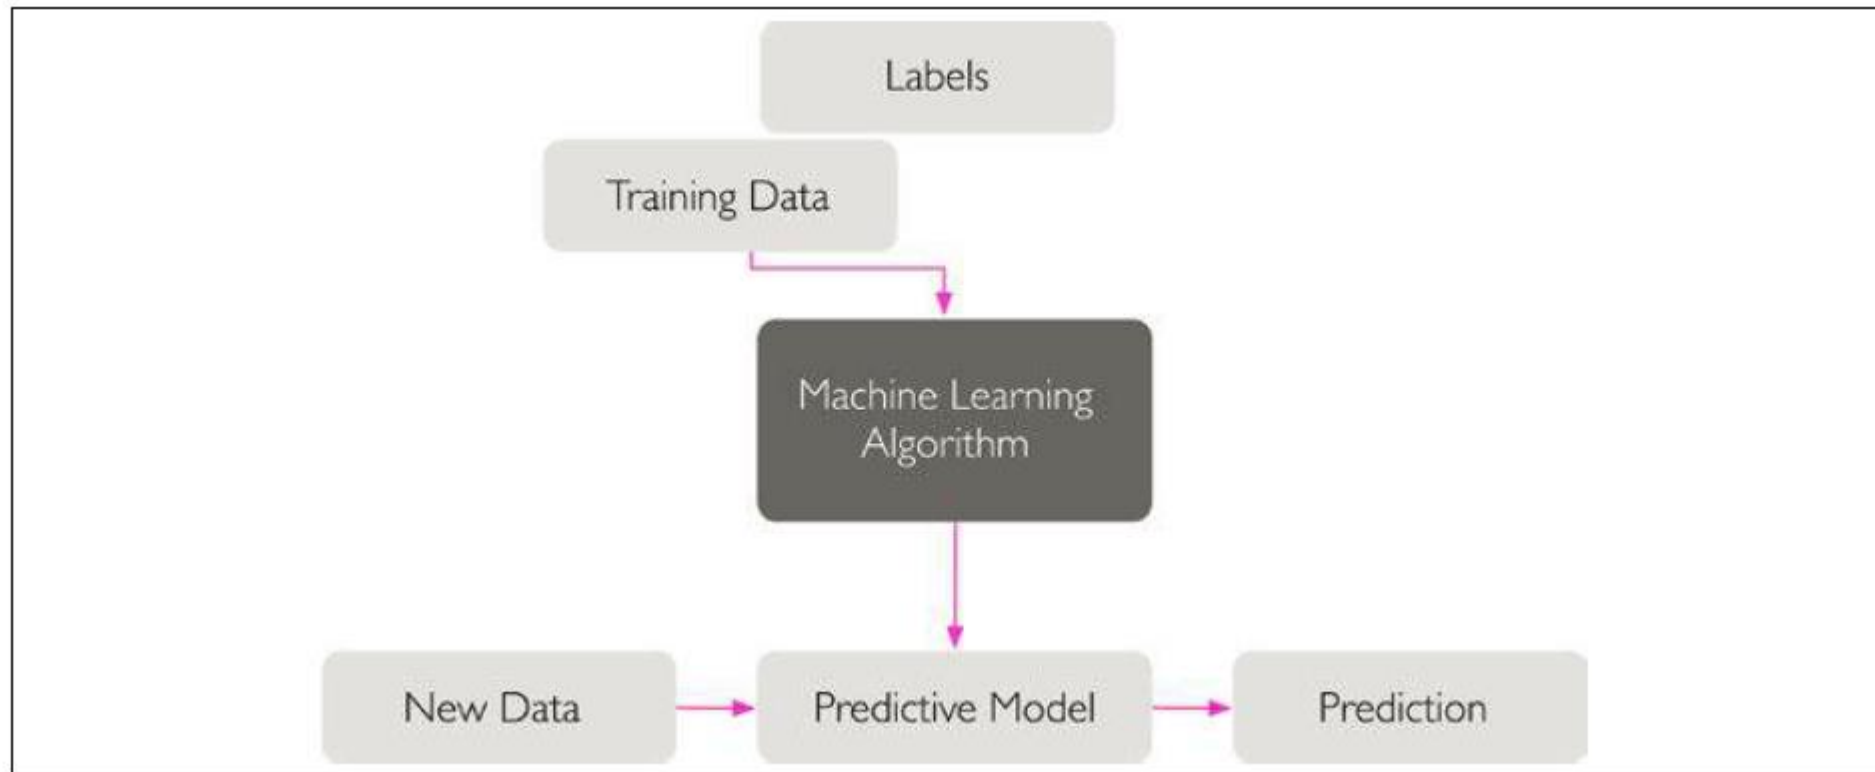 Labels
Training Data
Machine Learning
Algorithm
New Data
Predictive Model
Prediction